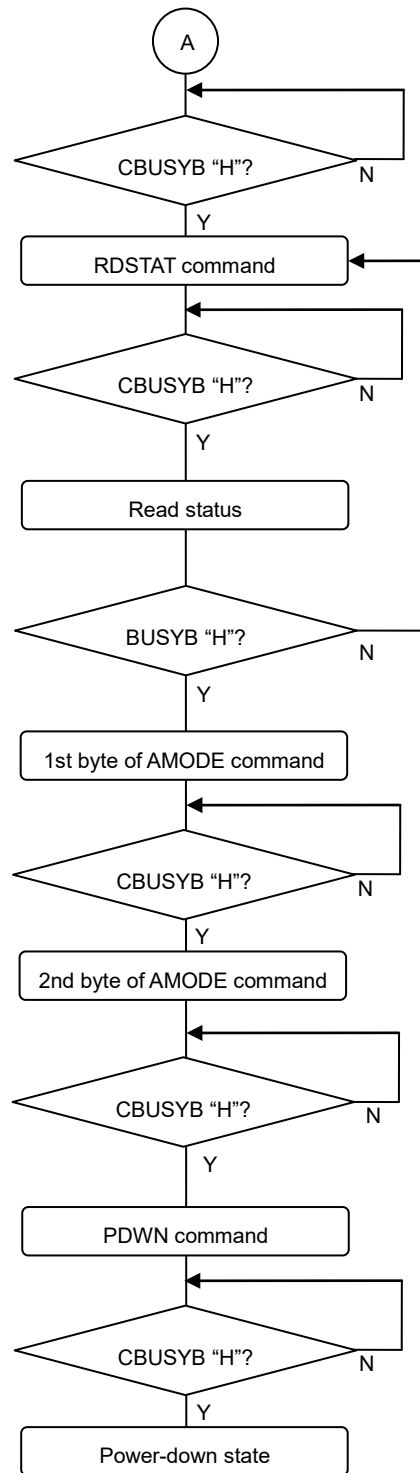 A
CBUSYB “H”?
N
Y
RDSTAT command
CBUSYB “H”?
N
Y
Read status
BUSYB “H”?
N
Y
1st byte of AMODE command
CBUSYB “H”?
N
Y
2nd byte of AMODE command
CBUSYB “H”?
N
Y
PDWN command
CBUSYB “H”?
N
Y
Power-down state